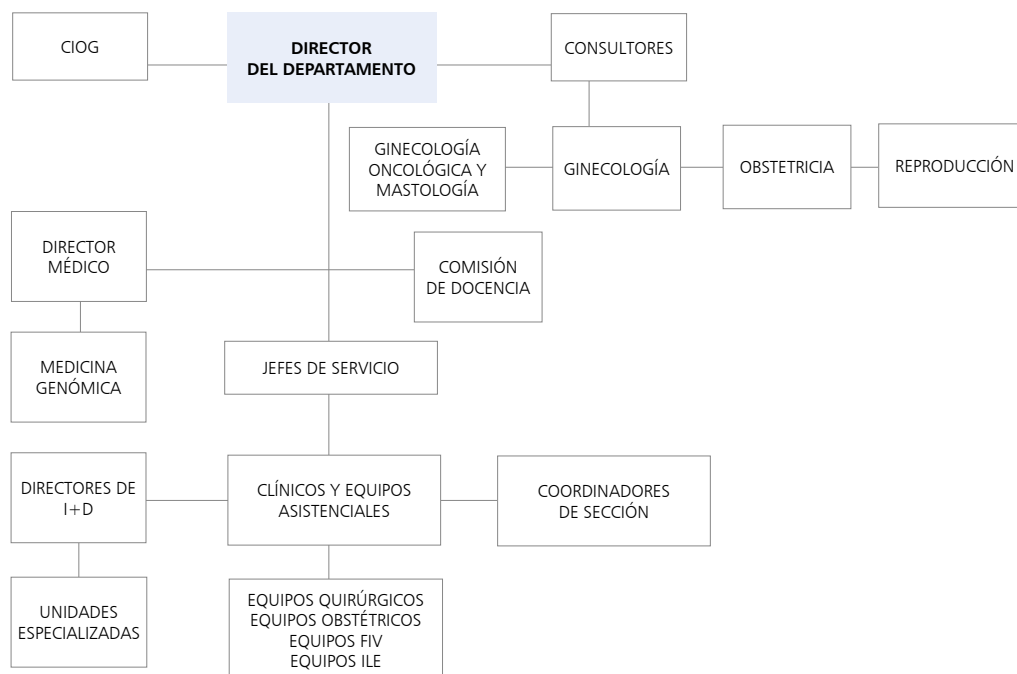 CIOG
DIRECTOR
DEL DEPARTAMENTO
CONSULTORES
GINECOLOGÍA
ONCOLÓGICA Y
MASTOLOGÍA
GINECOLOGÍA
OBSTETRICIA
REPRODUCCIÓN
DIRECTOR
MÉDICO
COMISIÓN
DE DOCENCIA
MEDICINA
GENÓMICA
JEFES DE SERVICIO
DIRECTORES DE
I+D
CLÍNICOS Y EQUIPOS
ASISTENCIALES
COORDINADORES
DE SECCIÓN
UNIDADES
ESPECIALIZADAS
EQUIPOS QUIRÚRGICOS
EQUIPOS OBSTÉTRICOS
EQUIPOS FIV
EQUIPOS ILE